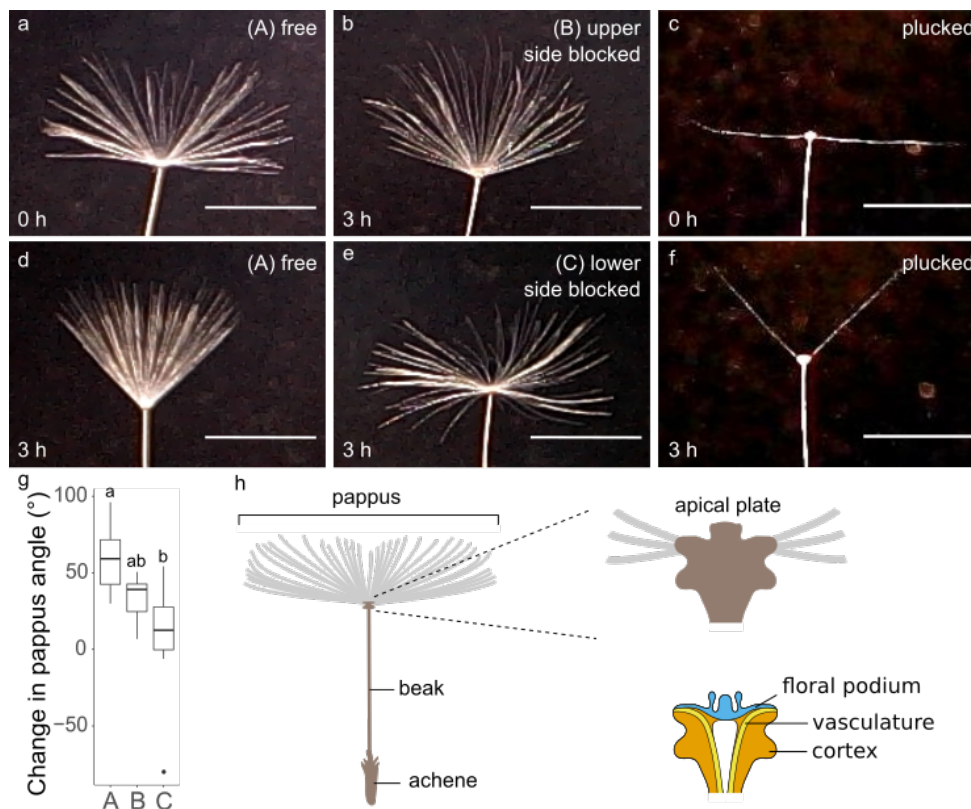 a
(A) free
0 h
b
(B) upper
side blocked
3 h
c
plucked
0 h
d
(A) free
3 h
e
(C) lower
side blocked
3 h
f
plucked
3 h
g
Change in pappus angle (°)
100
50
0
−50
a
ab
b
A B C
h
pappus
beak
achene
apical plate
floral podium
vasculature
cortex